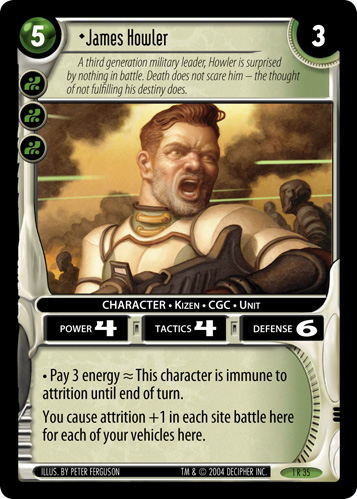 5
•James Howler
3
A third generation military leader, Howler is surprised
by nothing in battle. Death does not scare him – the thought
of not fulfilling his destiny does.
CHARACTER • KIZEN • CGC • UNIT
POWER 4 TACTICS 4 DEFENSE 6
• Pay 3 energy ≈ This character is immune to
attrition until end of turn.
You cause attrition +1 in each site battle here
for each of your vehicles here.
ILLUS. BY PETER FERGUSON TM & © 2004 DECIPHER INC. 1 R 35